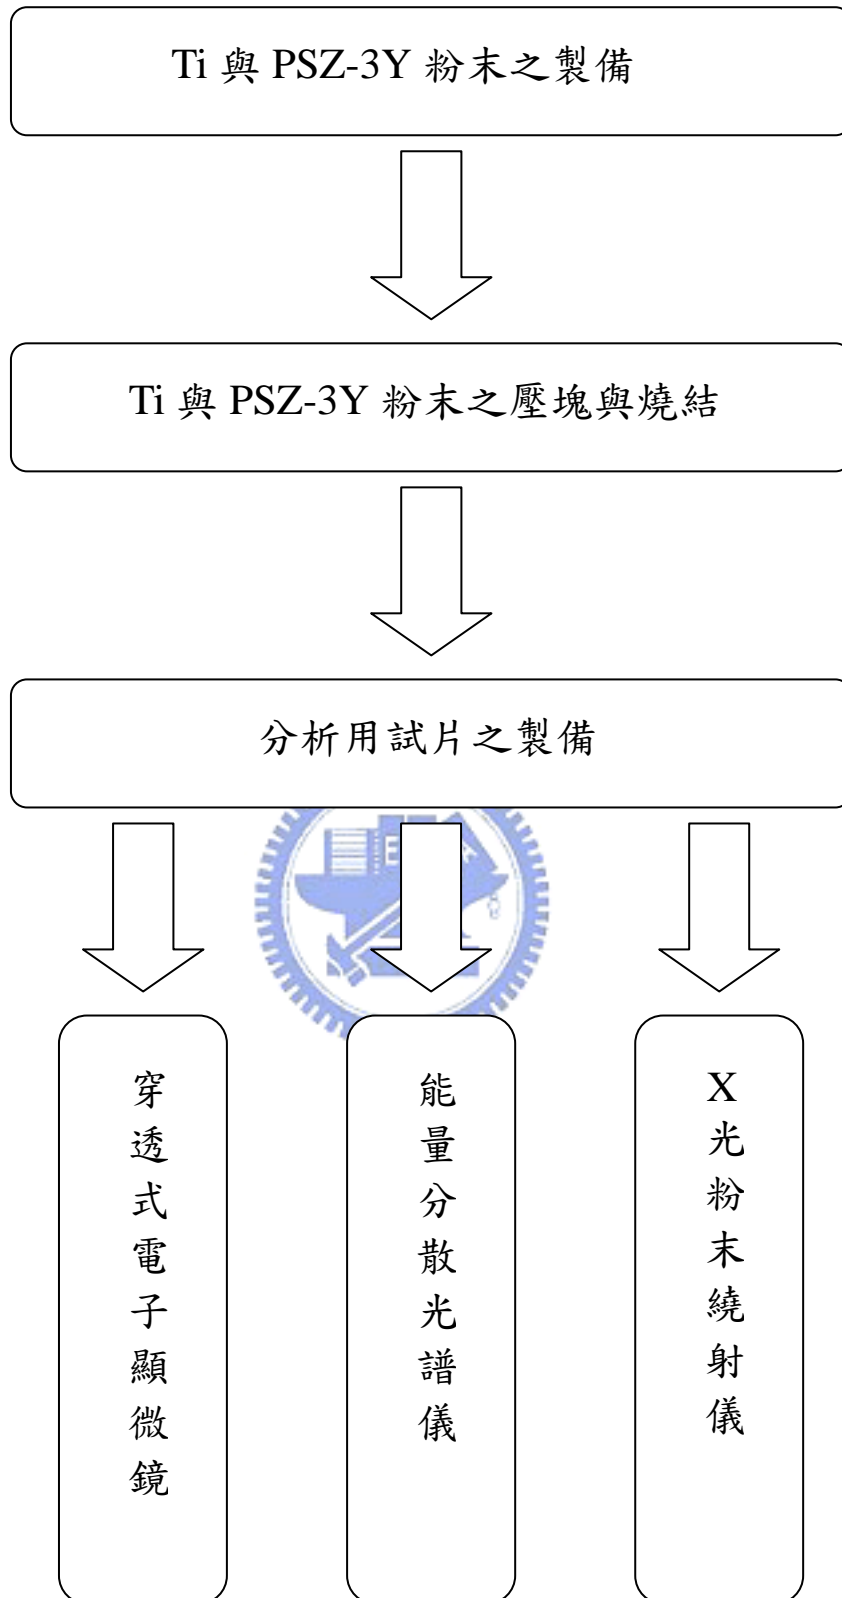 Ti 與 PSZ-3Y 粉末之製備
Ti 與 PSZ-3Y 粉末之壓塊與燒結
分析用試片之製備
穿透式電子顯微鏡
能量分散光譜儀
X光粉末繞射儀